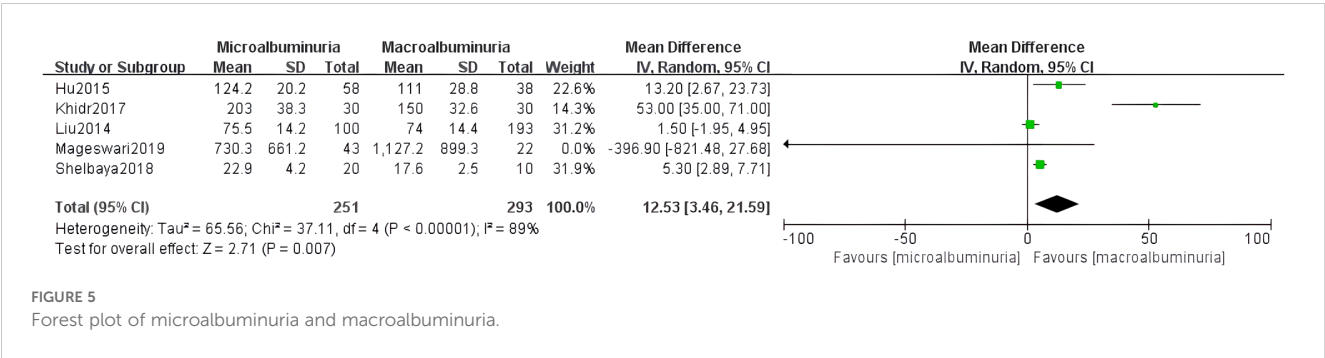 Microalbuminuria Macroalbuminuria Mean Difference Mean Difference
Study or Subgroup Mean SD Total Mean SD Total Weight IV, Random, 95% CI IV, Random, 95% CI
Hu2015 124.2 20.2 58 111 28.8 38 22.6% 13.20 [2.67, 23.73]
Khidr2017 203 38.3 30 150 32.6 30 14.3% 53.00 [35.00, 71.00]
Liu2014 75.5 14.2 100 74 14.4 193 31.2% 1.50 [-1.95, 4.95]
Mageswari2019 730.3 661.2 43 1,127.2 899.3 22 0.0% -396.90 [-821.48, 27.68]
Shelbaya2018 22.9 4.2 20 17.6 2.5 10 31.9% 5.30 [2.89, 7.71]
Total (95% CI) 251 293 100.0% 12.53 [3.46, 21.59]
Heterogeneity: Tau² = 65.56; Chi² = 37.11, df = 4 (P < 0.00001); I² = 89%
Test for overall effect: Z = 2.71 (P = 0.007)
-100 -50 0 50 100
Favours [microalbuminuria] Favours [macroalbuminuria]
FIGURE 5
Forest plot of microalbuminuria and macroalbuminuria.